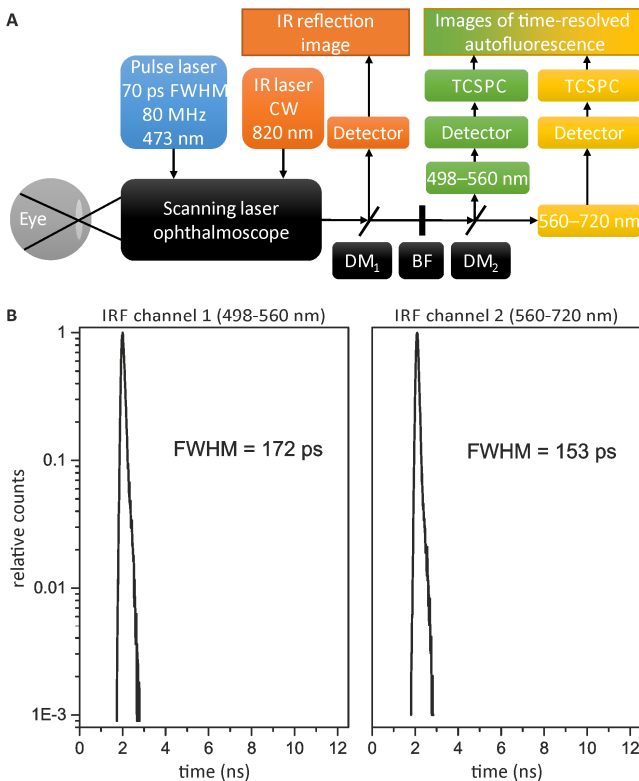 A
IR reflection
image
Images of time-resolved
autofluorescence
Pulse laser
70 ps FWHM
80 MHz
473 nm
IR laser
CW
820 nm
Detector
TCSPC
TCSPC
Detector
Detector
498–560 nm
Eye
Scanning laser
ophthalmoscope
560–720 nm
DM₁
BF
DM₂
B
IRF channel 1 (498-560 nm)
IRF channel 2 (560-720 nm)
1
0.1
0.01
1E-3
relative counts
FWHM = 172 ps
FWHM = 153 ps
0 2 4 6 8 10 12
0 2 4 6 8 10 12
time (ns)
time (ns)